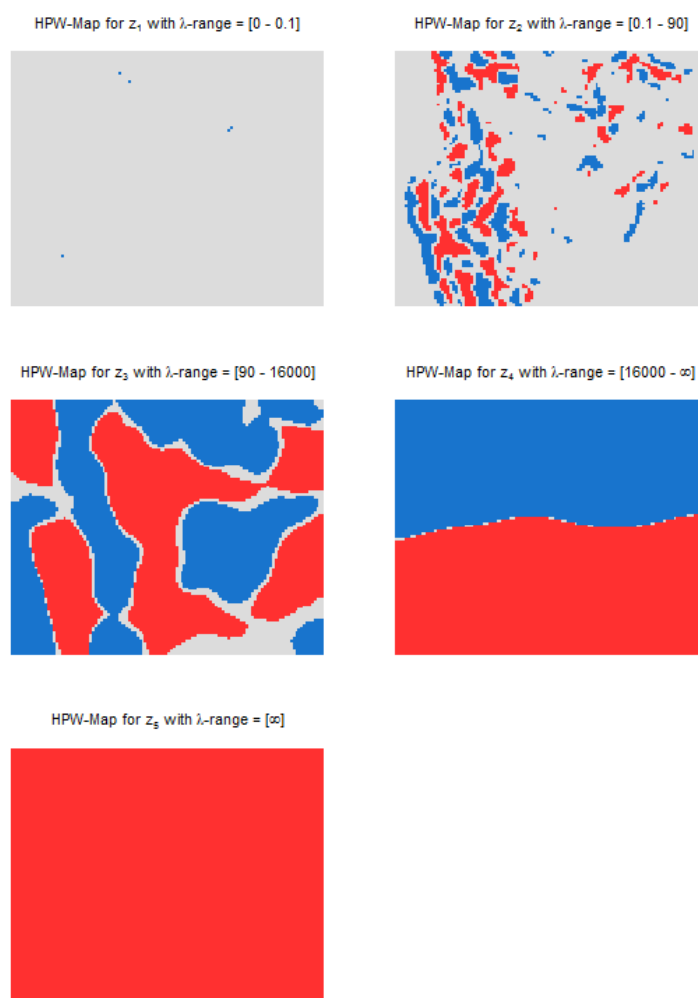 HPW-Map for z₁ with λ-range = [0 - 0.1]
HPW-Map for z₂ with λ-range = [0.1 - 90]
HPW-Map for z₃ with λ-range = [90 - 16000]
HPW-Map for z₄ with λ-range = [16000 - ∞]
HPW-Map for z₅ with λ-range = [∞]